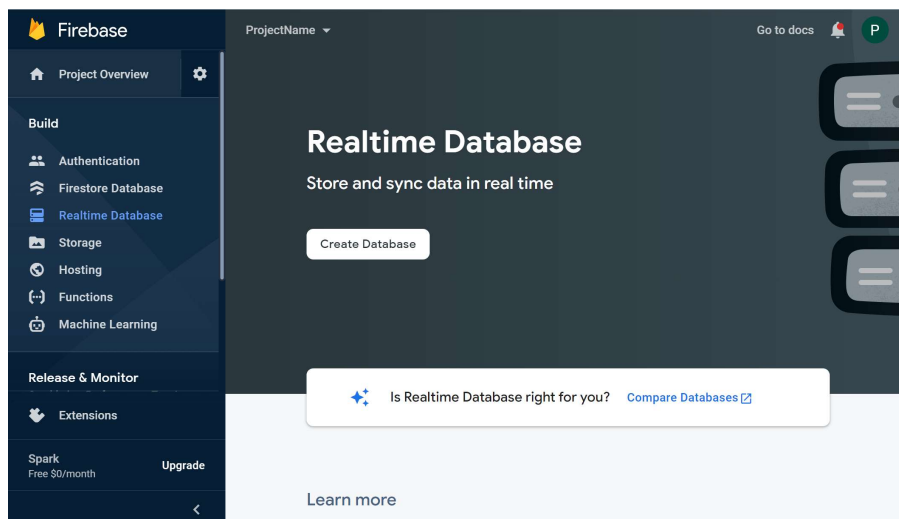 Firebase
ProjectName
Go to docs
P
Project Overview
Build
Authentication
Firestore Database
Realtime Database
Storage
Hosting
Functions
Machine Learning
Release & Monitor
Extensions
Spark
Free $0/month
Upgrade
Realtime Database
Store and sync data in real time
Create Database
Is Realtime Database right for you? Compare Databases
Learn more